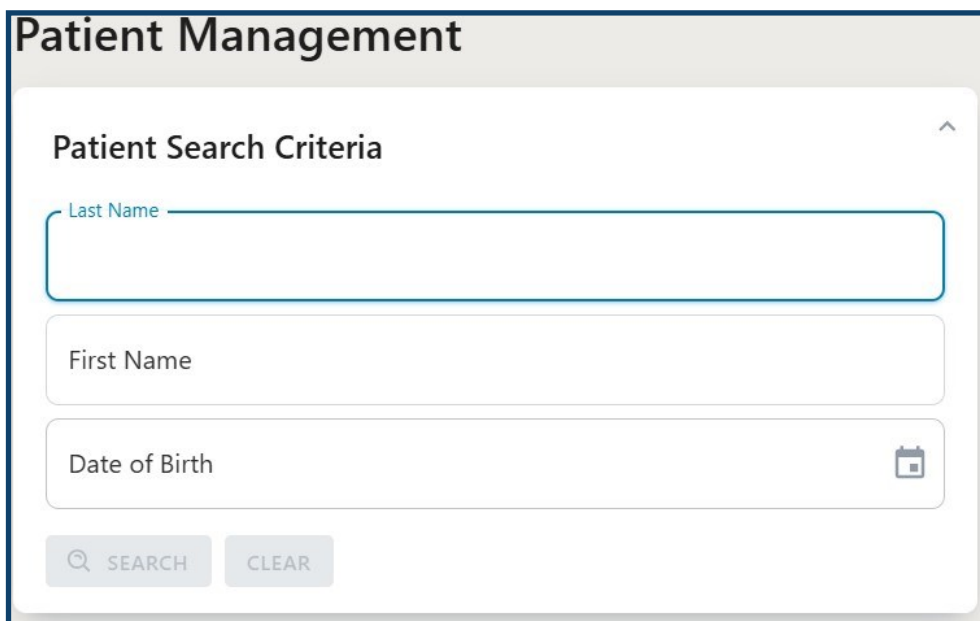 Patient Management
Patient Search Criteria
Last Name
First Name
Date of Birth
SEARCH CLEAR